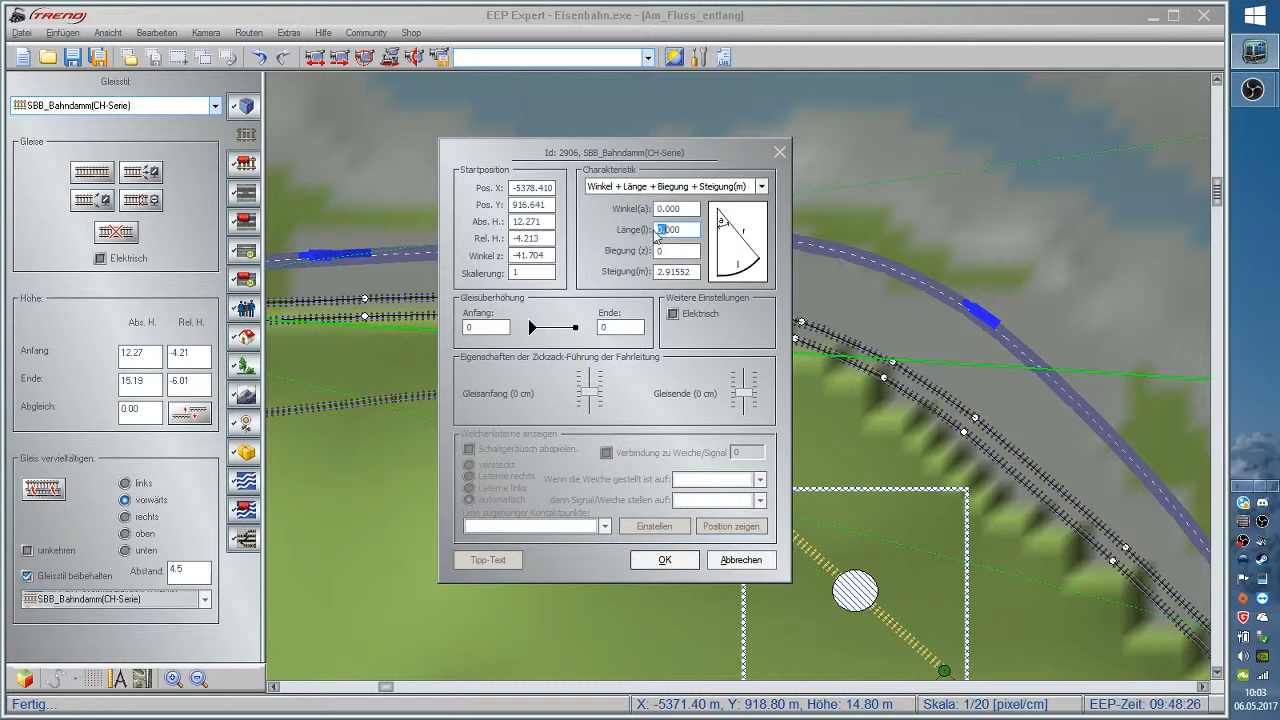 TREND
EEP Expert - Eisenbahn.exe - [Am_Fluss_entlang]
Datei Einfügen Ansicht Bearbeiten Kamera Routen Extras Hilfe Community Shop
Gleisstil:
SBB_Bahndamm(CH-Serie)
Gleise
Elektrisch
Höhe:
Abs. H.: Rel. H.:
Anfang: 12.27 -4.21
Ende: 15.19 -6.01
Abgleich: 0.00
Gleis vervielfältigen:
links
vorwärts
rechts
oben
umkehren
unten
Gleisstil beibehalten
Abstand: 4.5
SBB_Bahndamm(CH-Serie)
Id: 2906, SBB_Bahndamm(CH-Serie)
Startposition
Pos. X: -5378.410
Pos. Y: 916.641
Abs. H.: 12.271
Rel. H.: -4.213
Winkel z: -41.704
Skalierung: 1
Charakteristik
Winkel + Länge + Biegung + Steigung(m)
Winkel(a): 0.000
Länge(l): 0.000
Biegung (z): 0
Steigung(m): 2.91552
a
r
l
Gleisüberhöhung
Anfang: Ende:
0 0
Weitere Einstellungen
Elektrisch
Eigenschaften der Zickzack-Führung der Fahrleitung
Gleisanfang (0 cm) Gleisende (0 cm)
Weichenlaterne anzeigen
Schaltgeräusch abspielen.
versteckt
Laterne rechts
Laterne links
automatisch
Verbindung zu Weiche/Signal 0
Wenn die Weiche gestellt ist auf:
dann Signal/Weiche stellen auf:
Liste zugehöriger Kontaktpunkte:
Einstellen Position zeigen
Tipp-Text OK Abbrechen
Fertig... X: -5371.40 m, Y: 918.80 m, Höhe: 14.80 m Skala: 1/20 [pixel/cm] EEP-Zeit: 09:48:26
10:03
06.05.2017